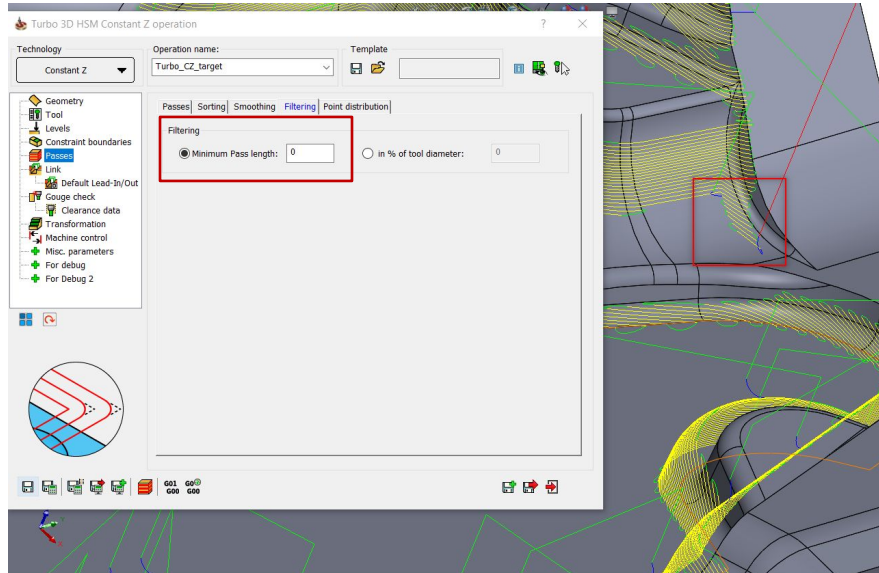 Turbo 3D HSM Constant Z operation
?
Technology
Operation name:
Template
Constant Z
Turbo_CZ_target
Geometry
Tool
Levels
Constraint boundaries
Passes
Link
Default Lead-In/Out
Gouge check
Clearance data
Transformation
Machine control
Misc. parameters
For debug
For Debug 2
Passes Sorting Smoothing Filtering Point distribution
Filtering
Minimum Pass length: 0 in % of tool diameter: 0
G01 G0
G00 G00